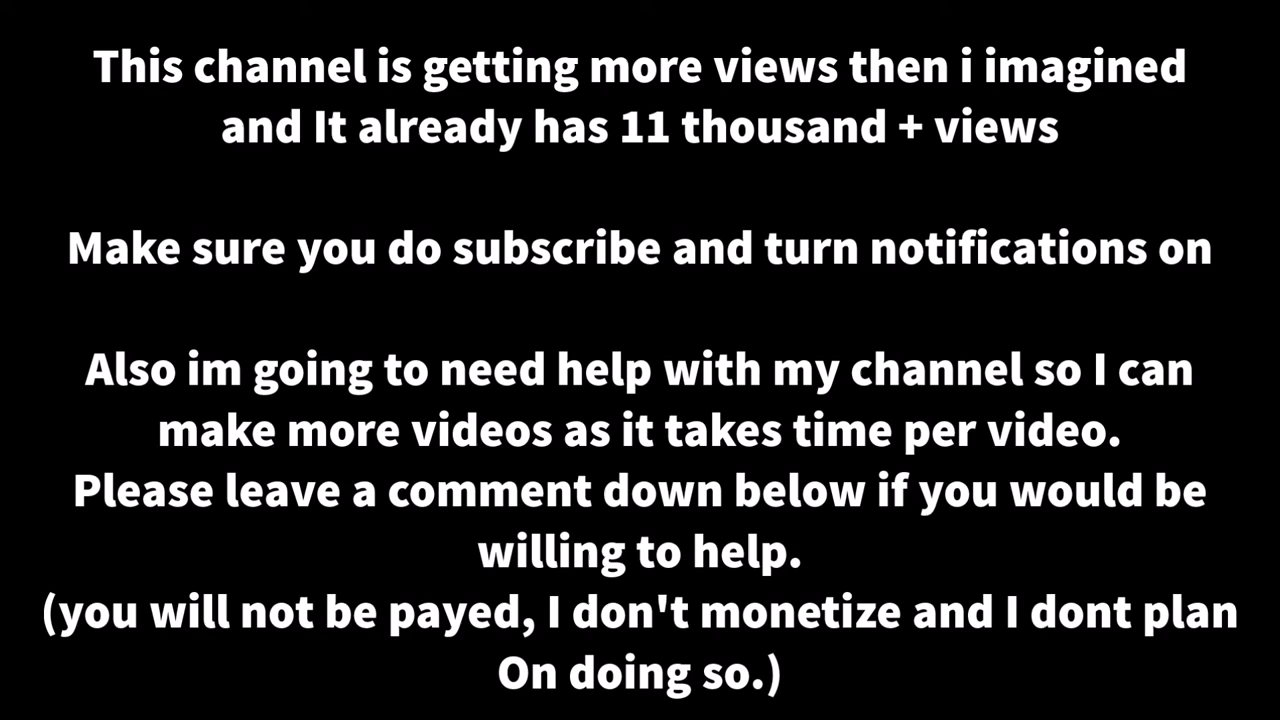 This channel is getting more views then i imagined
and It already has 11 thousand + views
Make sure you do subscribe and turn notifications on
Also im going to need help with my channel so I can
make more videos as it takes time per video.
Please leave a comment down below if you would be
willing to help.
(you will not be payed, I don't monetize and I dont plan
On doing so.)